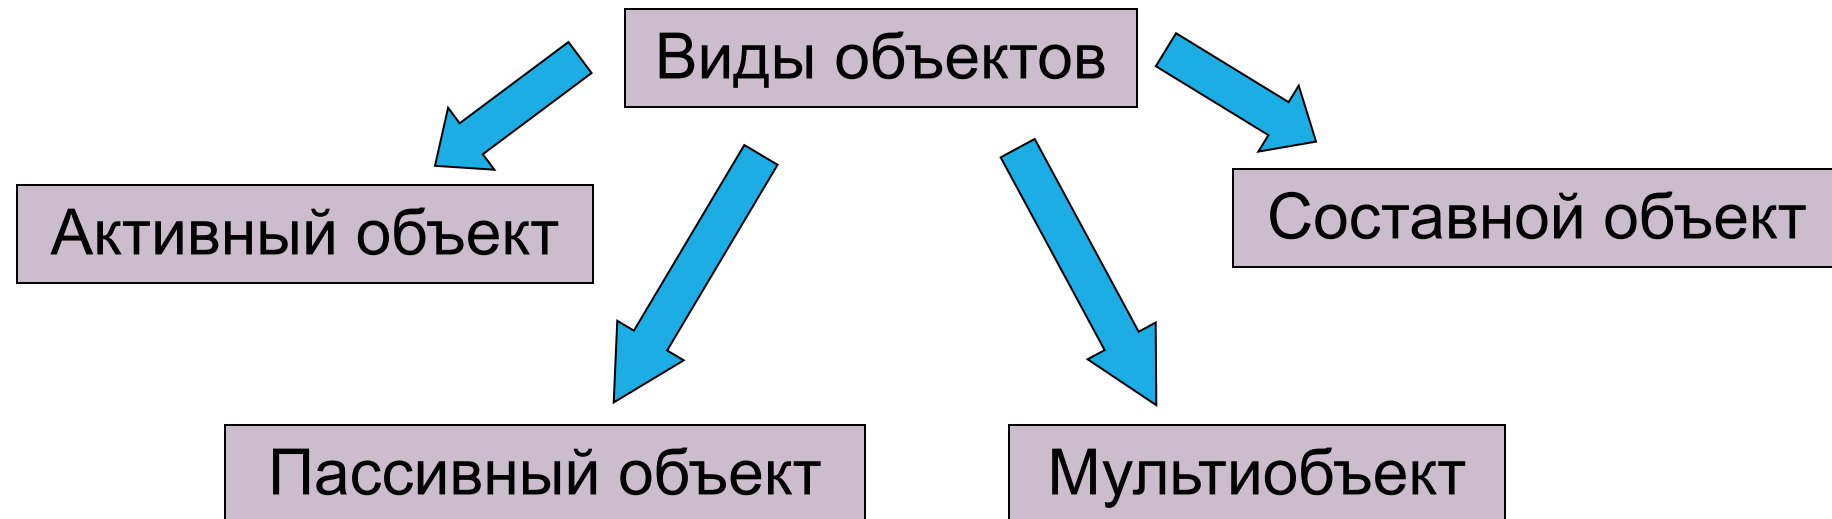 Виды объектов
Активный объект
Составной объект
Пассивный объект
Мультиобъект